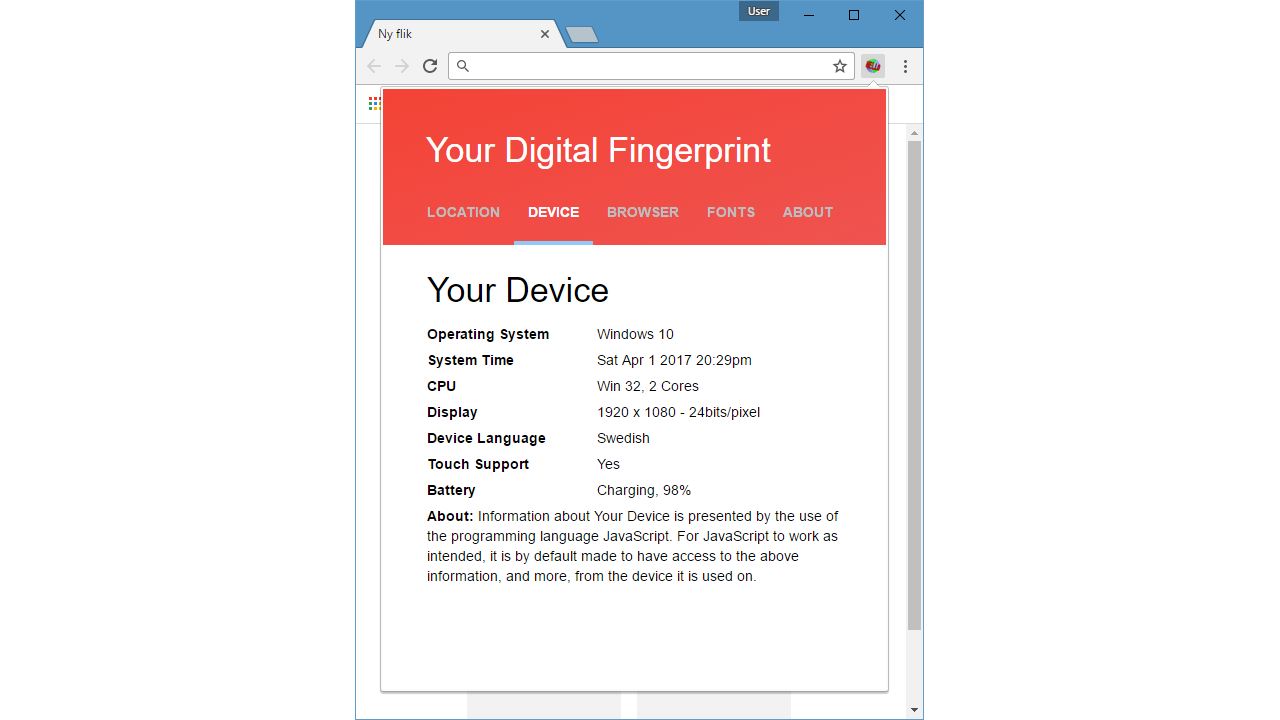 User
Ny flik
Your Digital Fingerprint
LOCATION DEVICE BROWSER FONTS ABOUT
Your Device
Operating System Windows 10
System Time Sat Apr 1 2017 20:29pm
CPU Win 32, 2 Cores
Display 1920 x 1080 - 24bits/pixel
Device Language Swedish
Touch Support Yes
Battery Charging, 98%
About: Information about Your Device is presented by the use of
the programming language JavaScript. For JavaScript to work as
intended, it is by default made to have access to the above
information, and more, from the device it is used on.